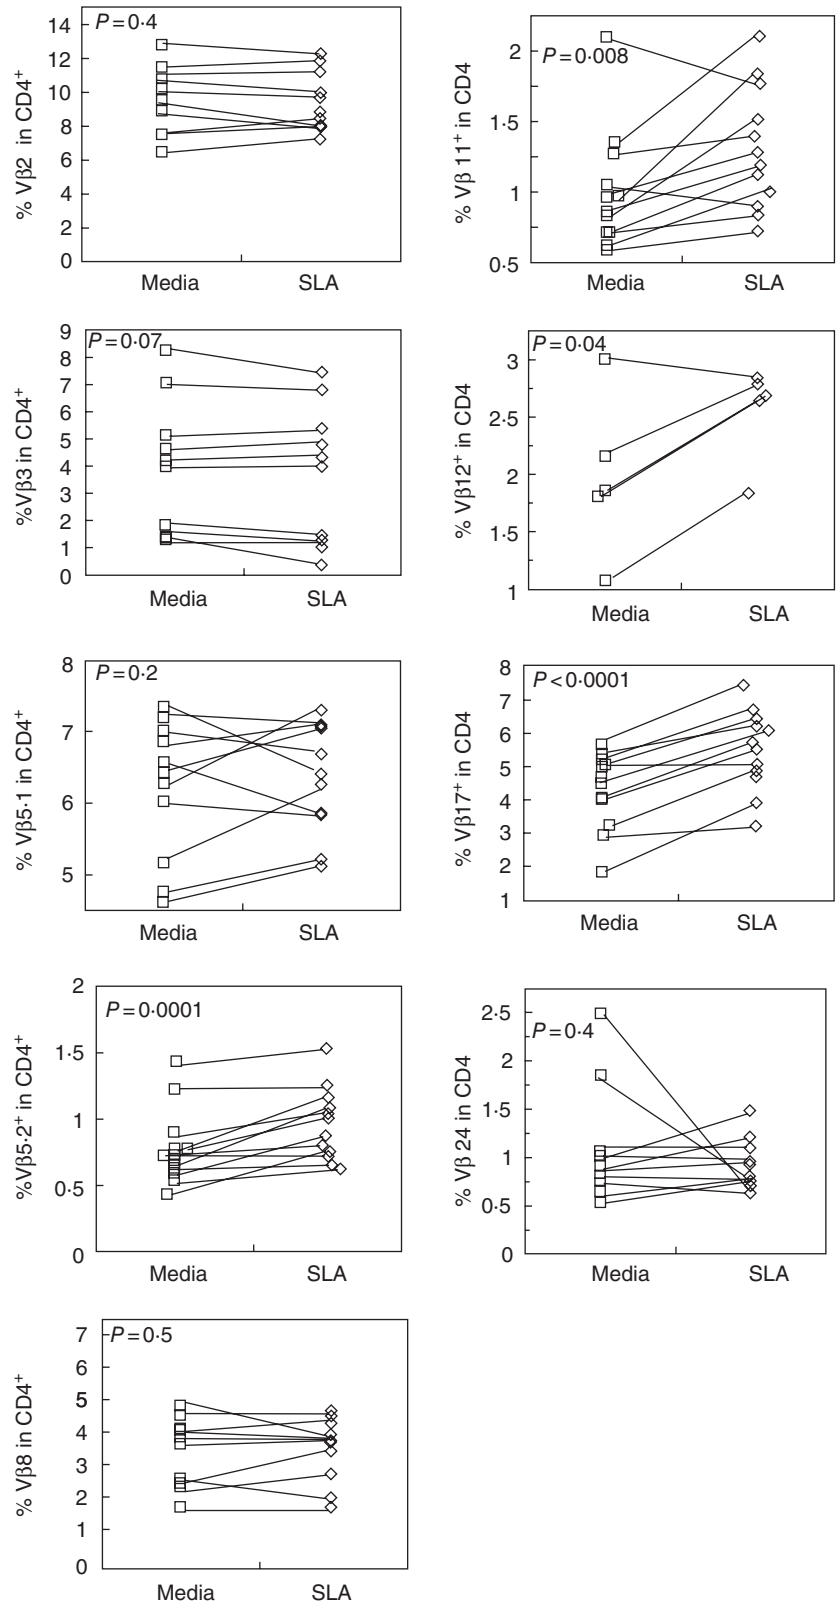 P = 0·4
14
12
10
8
6
4
2
0
% Vβ2 in CD4+
Media SLA
P = 0·008
2
1·5
1
0·5
% Vβ 11+ in CD4
Media SLA
P = 0·07
9
8
7
6
5
4
3
2
1
0
%Vβ3 in CD4+
Media SLA
P = 0·04
3
2·5
2
1·5
1
% Vβ12+ in CD4
Media SLA
P = 0·2
8
7
6
5
% Vβ5·1 in CD4+
Media SLA
P < 0·0001
8
7
6
5
4
3
2
1
% Vβ17+ in CD4
Media SLA
P = 0·0001
2
1·5
1
0·5
0
%Vβ5·2+ in CD4+
Media SLA
P = 0·4
2·5
2
1·5
1
0·5
0
% Vβ 24 in CD4
Media SLA
P = 0·5
7
6
5
4
3
2
1
0
% Vβ8 in CD4+
Media SLA